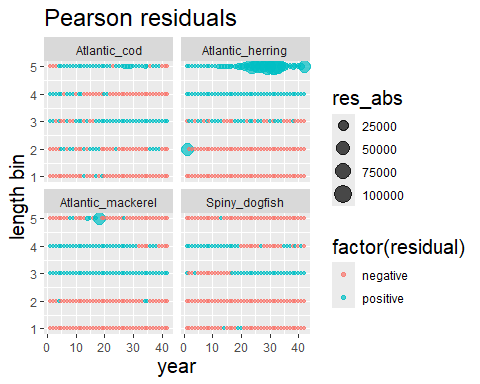 Pearson residuals
Atlantic_cod
Atlantic_herring
5
4
3
2
1
Atlantic_mackerel
Spiny_dogfish
5
4
3
2
1
0 10 20 30 40 0 10 20 30 40
year
length bin
res_abs
25000
50000
75000
100000
factor(residual)
negative
positive